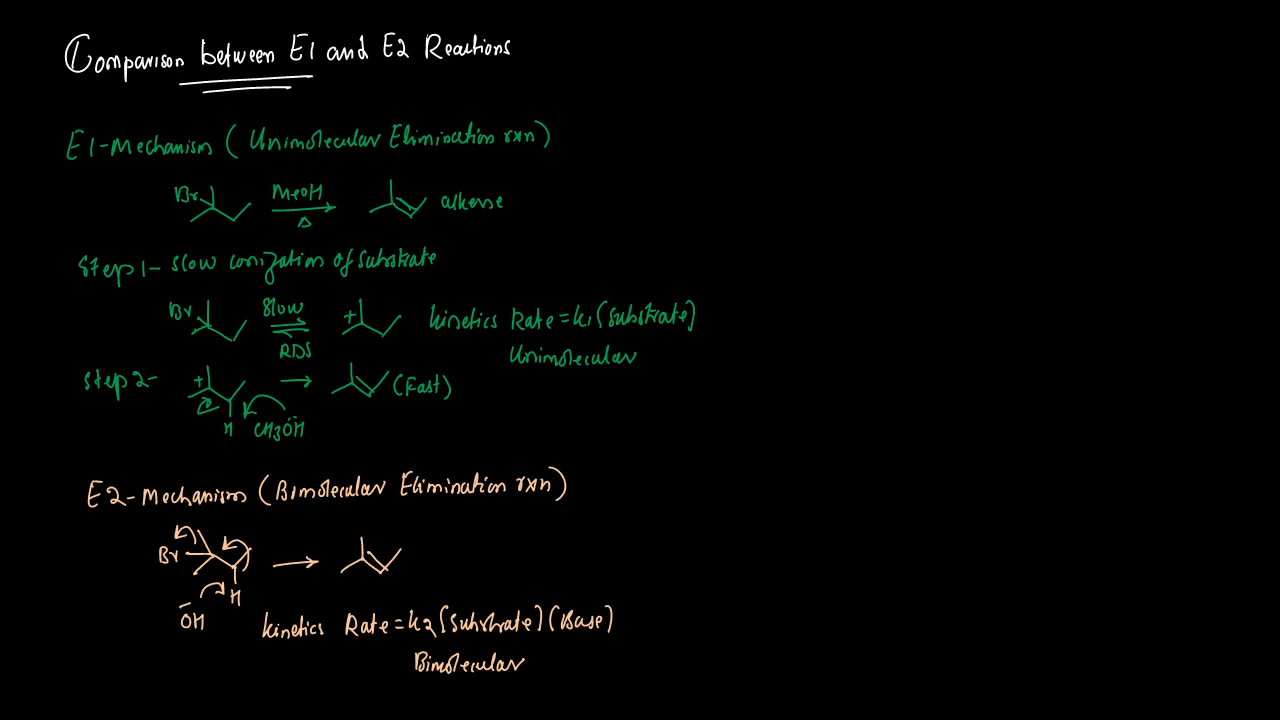 Comparison between E1 and E2 Reactions
E1-Mechanism (Unimolecular Elimination rxn)
Br MeOH Δ alkene
Step 1- Slow ionization of Substrate
Br Slow RDS + kinetics Rate = k1[Substrate]
Unimolecular
Step 2- + (Fast)
H CH3ÖH
E2-Mechanism (Bimolecular Elimination rxn)
Br
H
ŌH
kinetics Rate = k2[Substrate](Base)
Bimolecular